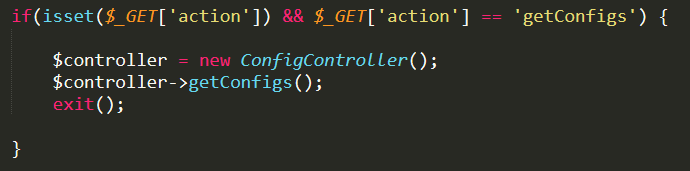 if(isset($_GET['action']) && $_GET['action'] == 'getConfigs') {
$controller = new ConfigController();
$controller->getConfigs();
exit();
}